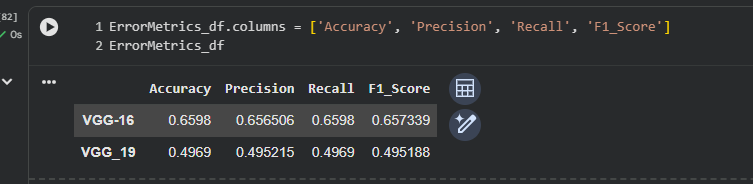 [82]
0s
1 ErrorMetrics_df.columns = ['Accuracy', 'Precision', 'Recall', 'F1_Score']
2 ErrorMetrics_df
Accuracy Precision Recall F1_Score
VGG-16 0.6598 0.656506 0.6598 0.657339
VGG_19 0.4969 0.495215 0.4969 0.495188